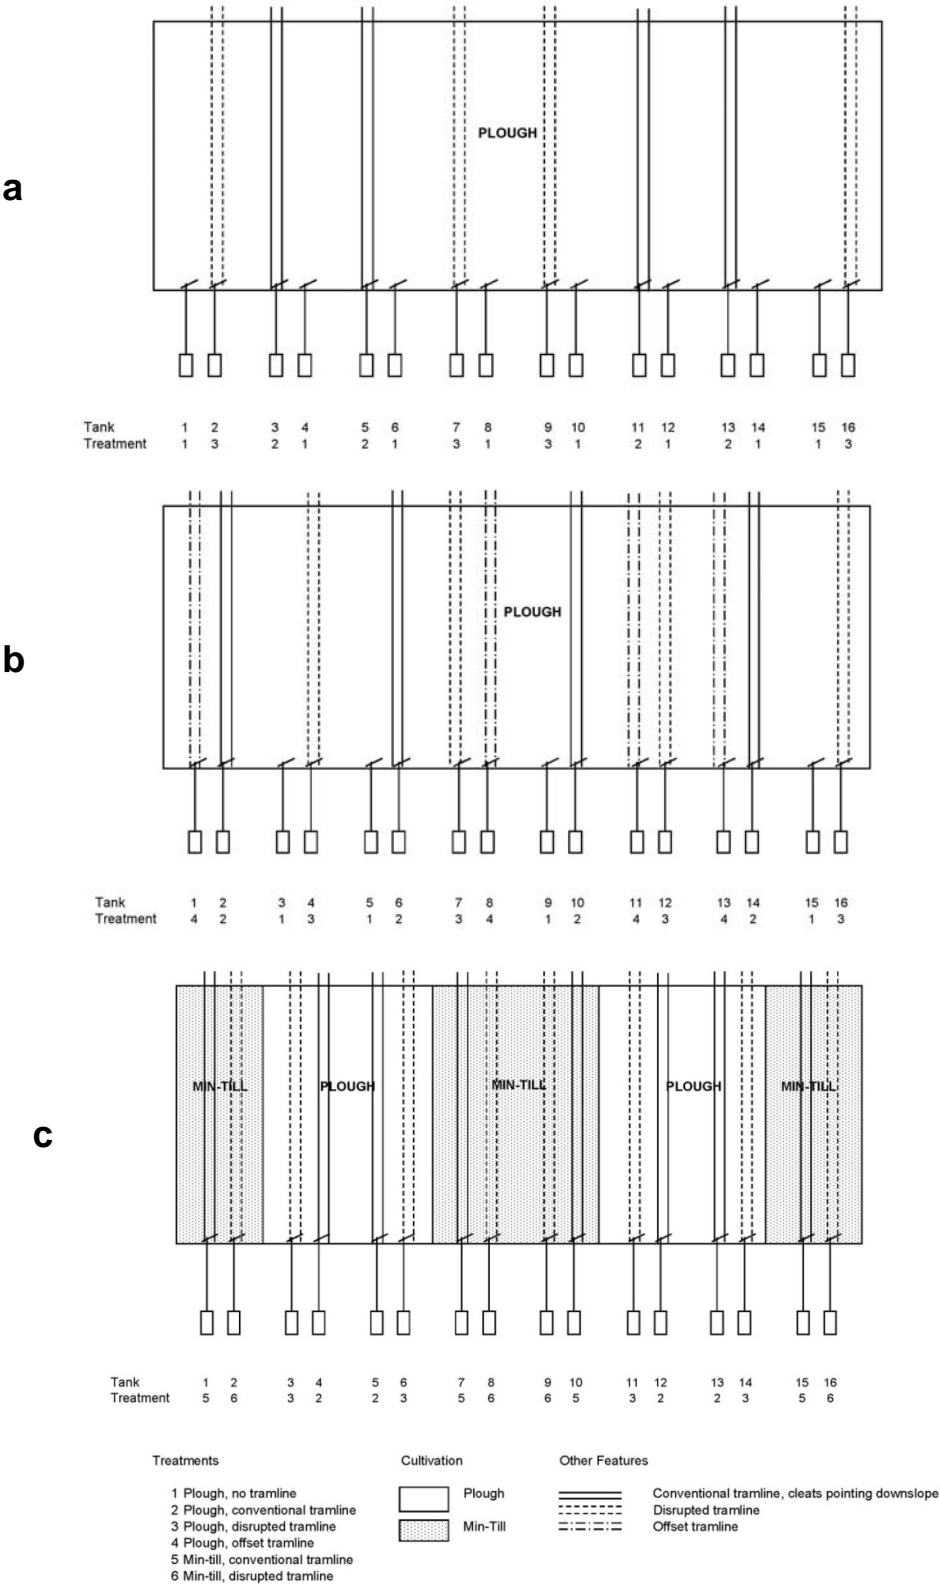 PLOUGH
a
Tank 1 2 3 4 5 6 7 8 9 10 11 12 13 14 15 16
Treatment 1 3 2 1 2 1 3 1 3 1 2 1 2 1 1 3
PLOUGH
b
Tank 1 2 3 4 5 6 7 8 9 10 11 12 13 14 15 16
Treatment 4 2 1 3 1 2 3 4 1 2 4 3 4 2 1 3
MIN-TILL PLOUGH MIN-TILL PLOUGH MIN-TILL
c
Tank 1 2 3 4 5 6 7 8 9 10 11 12 13 14 15 16
Treatment 5 6 3 2 2 3 5 6 6 5 3 2 2 3 5 6
Treatments
1 Plough, no tramline
2 Plough, conventional tramline
3 Plough, disrupted tramline
4 Plough, offset tramline
5 Min-till, conventional tramline
6 Min-till, disrupted tramline
Cultivation
Plough
Min-Till
Other Features
Conventional tramline, cleats pointing downslope
Disrupted tramline
Offset tramline